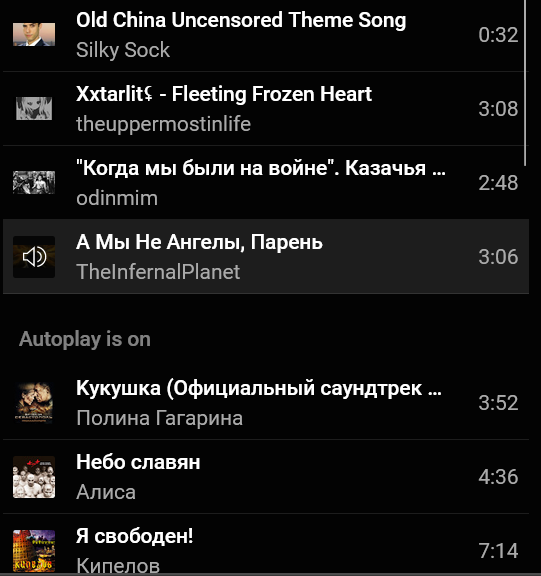 Old China Uncensored Theme Song
Silky Sock
0:32
Xxtarlit⚸ - Fleeting Frozen Heart
theuppermostinlife
3:08
"Когда мы были на войне". Казачья ...
odinmim
2:48
А Мы Не Ангелы, Парень
TheInfernalPlanet
3:06
Autoplay is on
Кукушка (Официальный саундтрек ...
Полина Гагарина
3:52
Небо славян
Алиса
4:36
Я свободен!
Кипелов
7:14